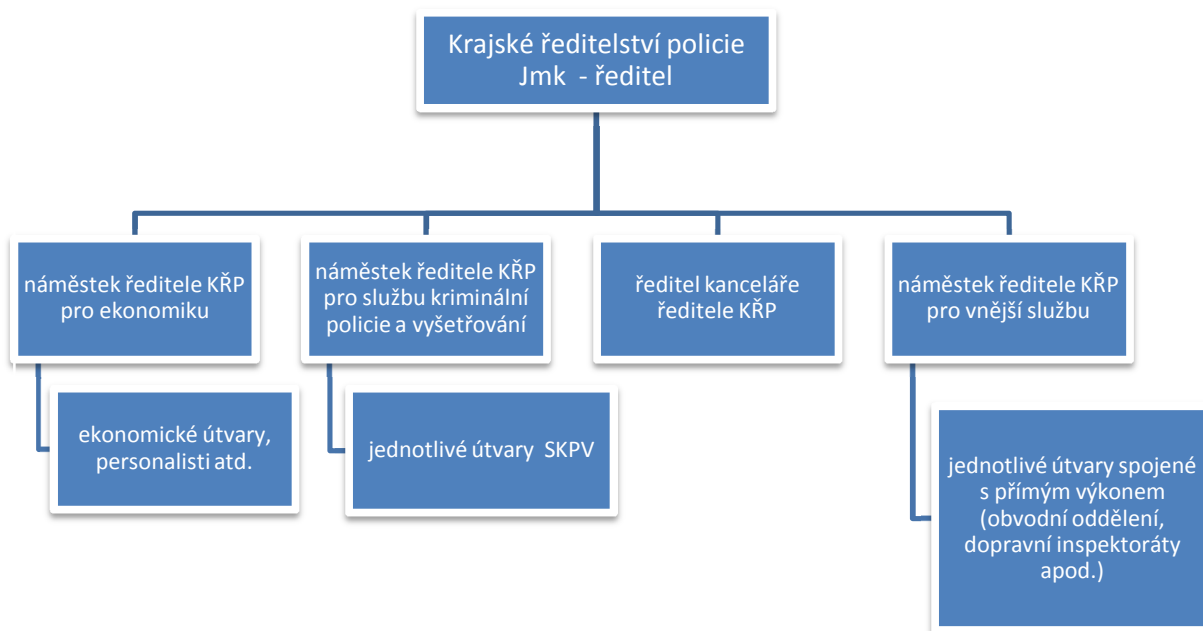 Krajské ředitelství policie
Jmk - ředitel
náměstek ředitele KŘP
pro ekonomiku
náměstek ředitele KŘP
pro službu kriminální
policie a vyšetřování
ředitel kanceláře
ředitele KŘP
náměstek ředitele KŘP
pro vnější službu
ekonomické útvary,
personalisti atd.
jednotlivé útvary SKPV
jednotlivé útvary spojené
s přímým výkonem
(obvodní oddělení,
dopravní inspektoráty
apod.)